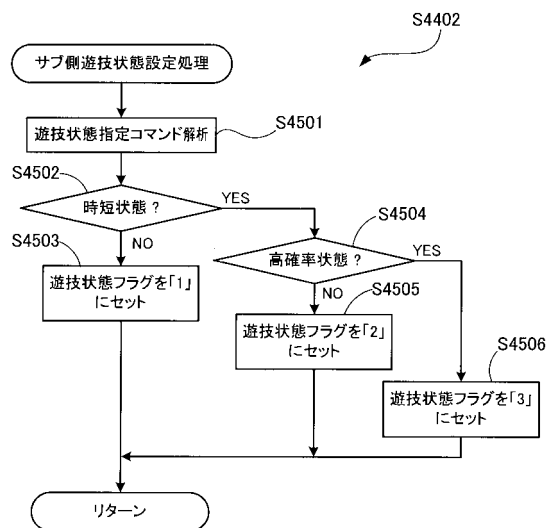 S4402
サブ側遊技状態設定処理
S4501
遊技状態指定コマンド解析
S4502
時短状態？
YES
NO
S4503
遊技状態フラグを「1」
にセット
S4504
高確率状態？
YES
NO
S4505
遊技状態フラグを「2」
にセット
S4506
遊技状態フラグを「3」
にセット
リターン